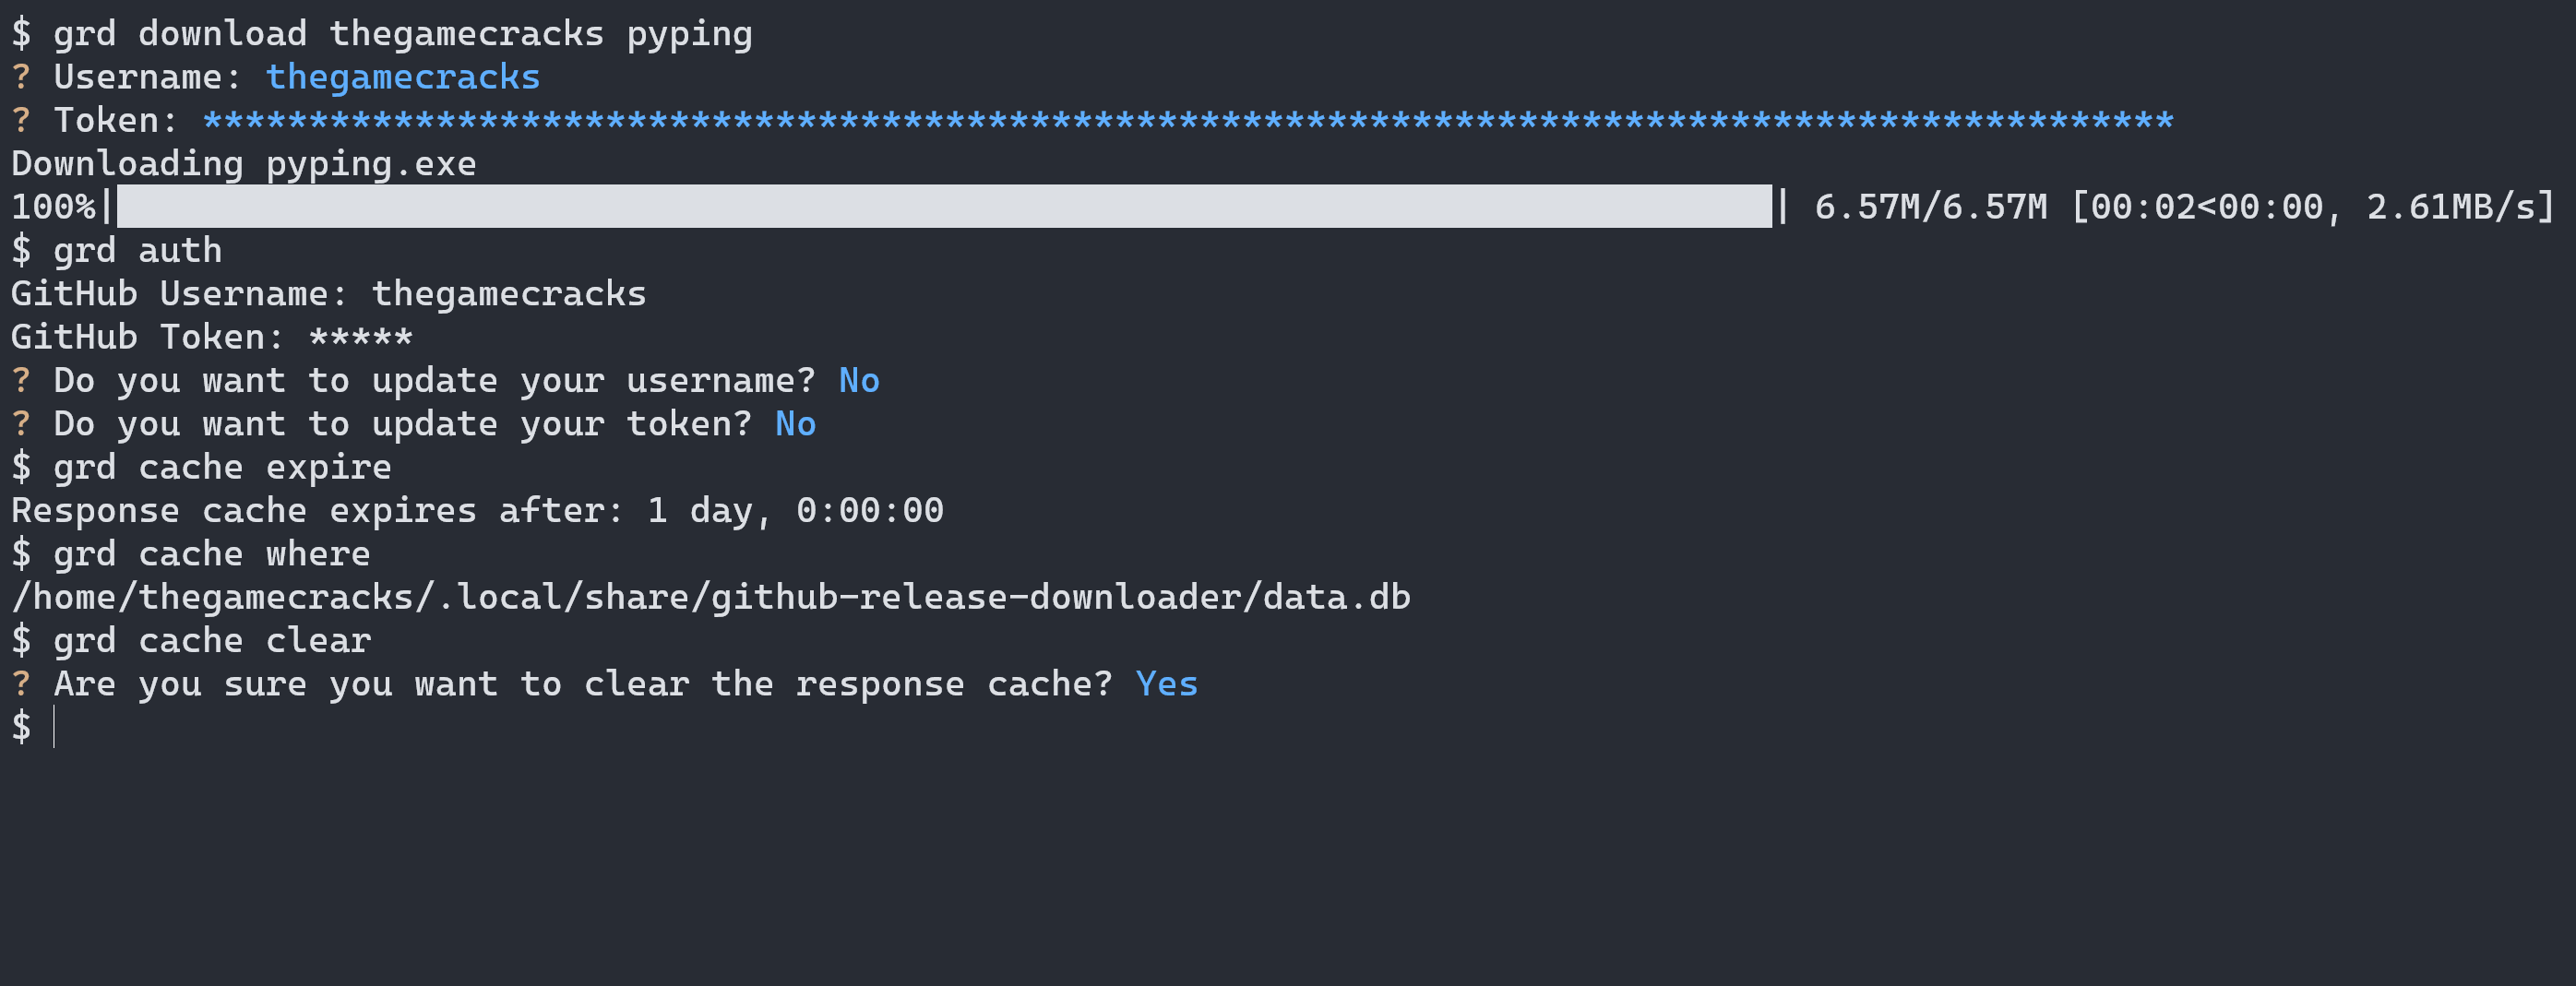 $ grd download thegamecracks pyping
? Username: thegamecracks
? Token: *********************************************************************************************
Downloading pyping.exe
100%|██████████████████████████████████████████████████████████████████████████████| 6.57M/6.57M [00:02<00:00, 2.61MB/s]
$ grd auth
GitHub Username: thegamecracks
GitHub Token: *****
? Do you want to update your username? No
? Do you want to update your token? No
$ grd cache expire
Response cache expires after: 1 day, 0:00:00
$ grd cache where
/home/thegamecracks/.local/share/github-release-downloader/data.db
$ grd cache clear
? Are you sure you want to clear the response cache? Yes
$